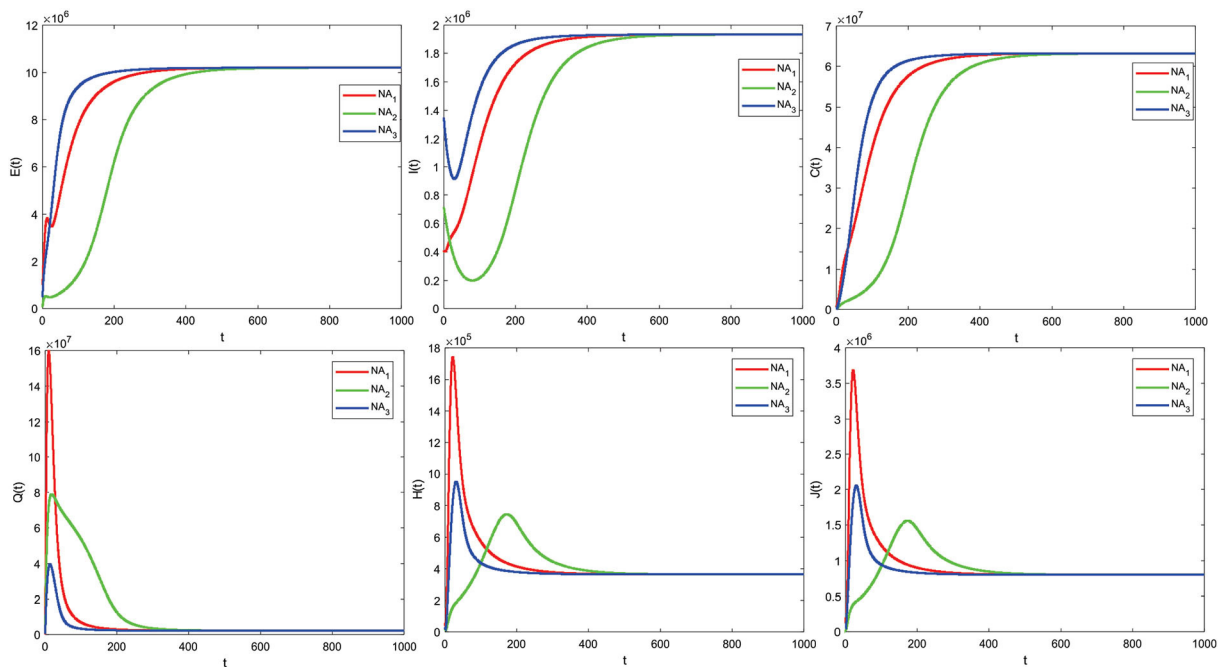 ×10⁶
12
10
8
6
4
2
0
E(t)
0 200 400 600 800 1000
t
NA₁
NA₂
NA₃
×10⁶
2
1.8
1.6
1.4
1.2
1
0.8
0.6
0.4
0.2
0
I(t)
0 200 400 600 800 1000
t
NA₁
NA₂
NA₃
×10⁷
7
6
5
4
3
2
1
0
C(t)
0 200 400 600 800 1000
t
NA₁
NA₂
NA₃
×10⁷
16
14
12
10
8
6
4
2
0
Q(t)
0 200 400 600 800 1000
t
NA₁
NA₂
NA₃
×10⁵
18
16
14
12
10
8
6
4
2
0
H(t)
0 200 400 600 800 1000
t
NA₁
NA₂
NA₃
×10⁶
4
3.5
3
2.5
2
1.5
1
0.5
0
J(t)
0 200 400 600 800 1000
t
NA₁
NA₂
NA₃